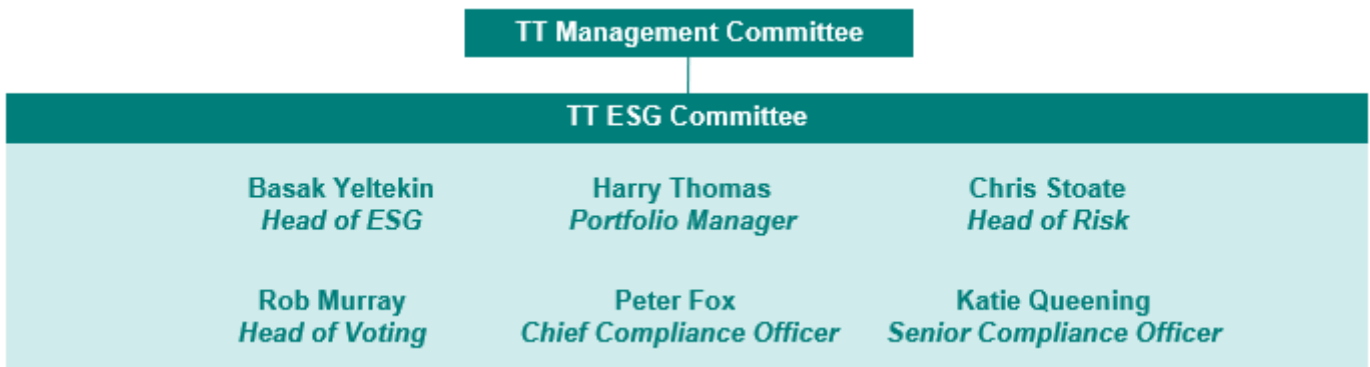 TT Management Committee
TT ESG Committee
Basak Yeltekin
Head of ESG
Harry Thomas
Portfolio Manager
Chris Stoate
Head of Risk
Rob Murray
Head of Voting
Peter Fox
Chief Compliance Officer
Katie Queening
Senior Compliance Officer